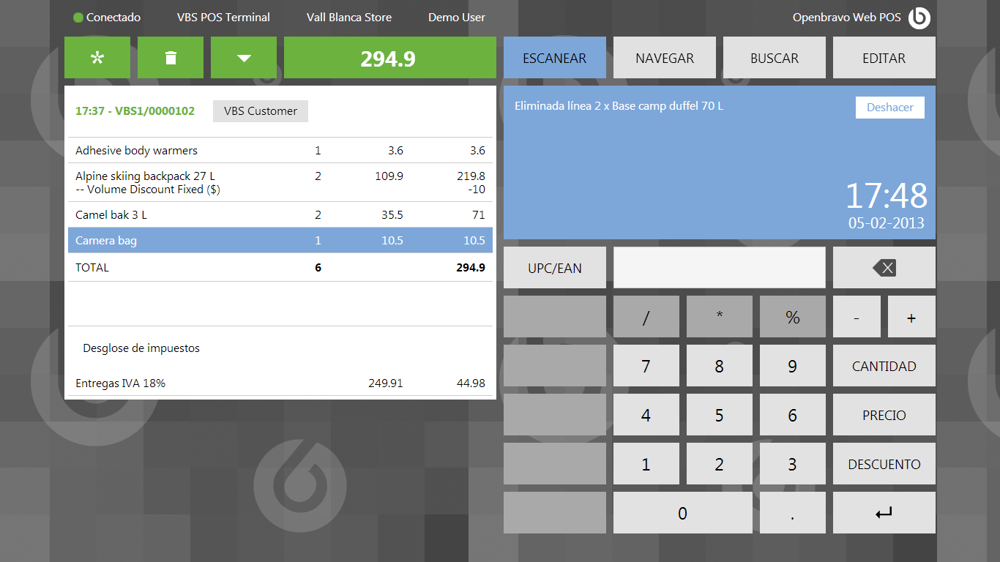 Conectado VBS POS Terminal Vall Blanca Store Demo User Openbravo Web POS
* 294.9 ESCANEAR NAVEGAR BUSCAR EDITAR
17:37 - VBS1/0000102 VBS Customer
Adhesive body warmers 1 3.6 3.6
Alpine skiing backpack 27 L 2 109.9 219.8
-- Volume Discount Fixed ($) -10
Camel bak 3 L 2 35.5 71
Camera bag 1 10.5 10.5
TOTAL 6 294.9
Desglose de impuestos
Entregas IVA 18% 249.91 44.98
Eliminada línea 2 x Base camp duffel 70 L Deshacer
17:48
05-02-2013
UPC/EAN
/ * % - +
7 8 9 CANTIDAD
4 5 6 PRECIO
1 2 3 DESCUENTO
0 .